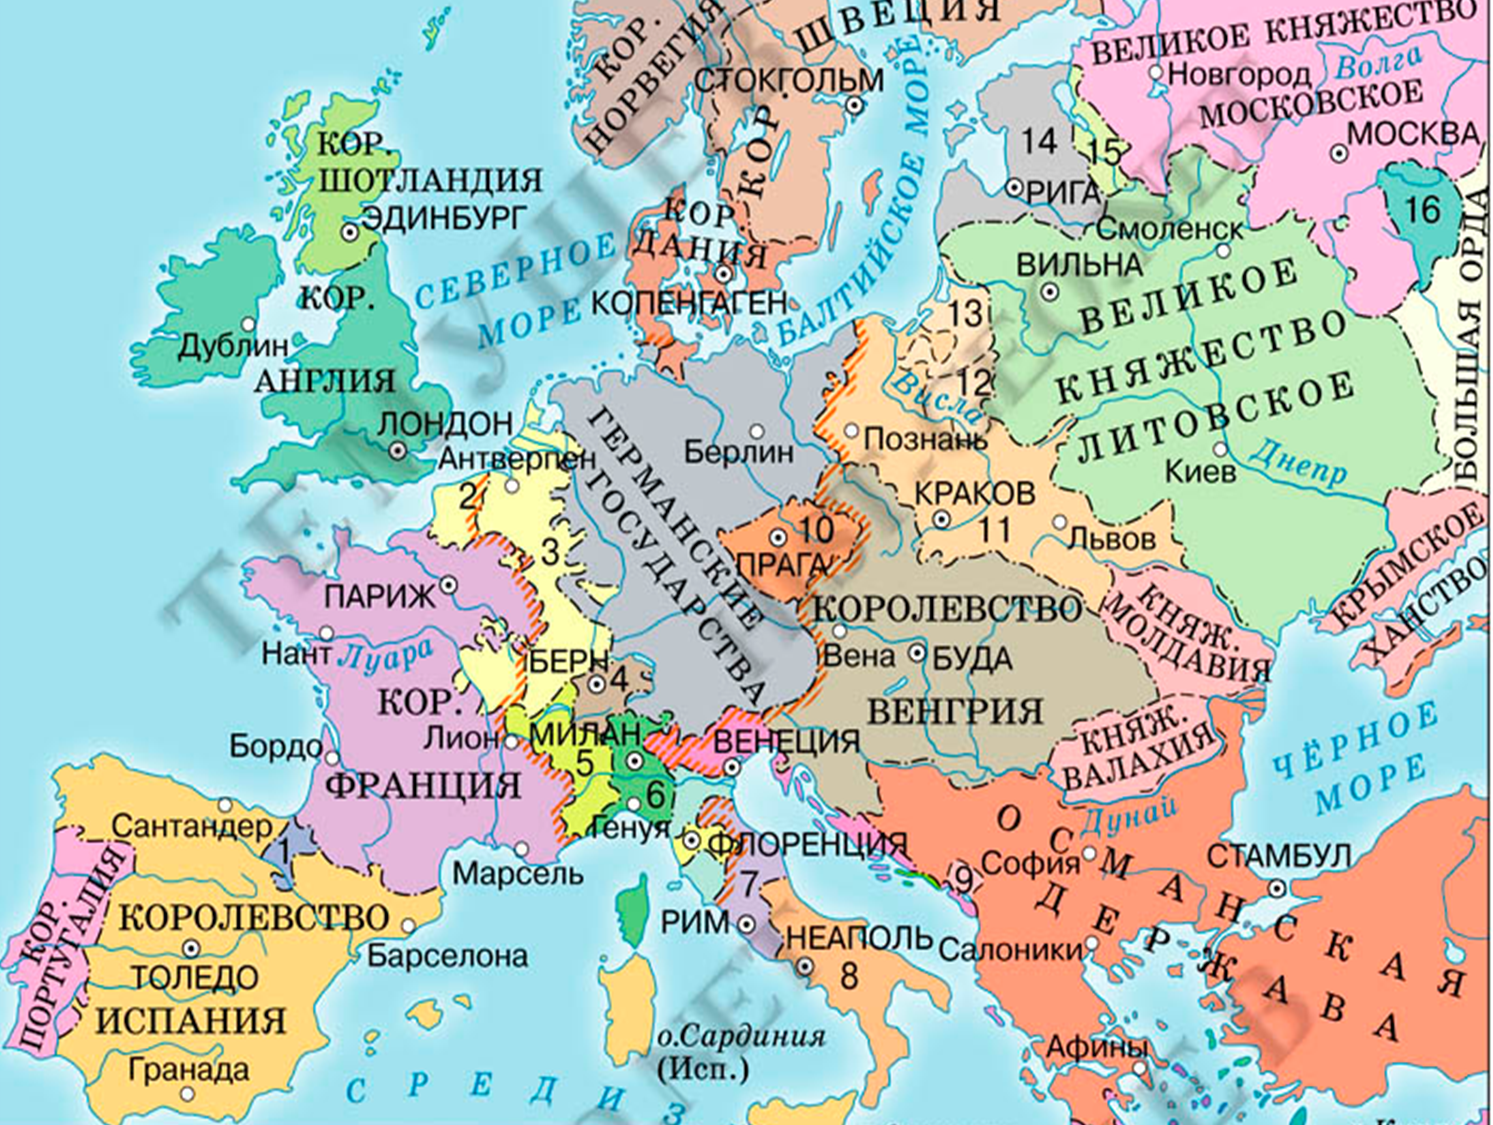 КОР.
НОРВЕГИЯ
ШВЕЦИЯ
КОР.
СТОКГОЛЬМ
БАЛТИЙСКОЕ МОРЕ
ВЕЛИКОЕ КНЯЖЕСТВО
Новгород
Волга
МОСКОВСКОЕ
МОСКВА
14
15
16
РИГА
КОР.
ШОТЛАНДИЯ
ЭДИНБУРГ
КОР
ДАНИЯ
КОПЕНГАГЕН
СЕВЕРНОЕ
МОРЕ
Смоленск
ВИЛЬНА
ВЕЛИКОЕ
КНЯЖЕСТВО
ЛИТОВСКОЕ
БОЛЬШАЯ ОРДА
КОР.
АНГЛИЯ
Дублин
ЛОНДОН
Антверпен
13
12
Висла
Познань
Берлин
ГЕРМАНСКИЕ
ГОСУДАРСТВА
Киев
Днепр
2
3
КРАКОВ
11
Львов
10
ПРАГА
КРЫМСКОЕ
ХАНСТВО
ПАРИЖ
Нант
Луара
КОР.
ФРАНЦИЯ
БЕРН
4
КОРОЛЕВСТВО
ВЕНГРИЯ
Вена
БУДА
КНЯЖ.
МОЛДАВИЯ
КНЯЖ.
ВАЛАХИЯ
ЧЁРНОЕ
МОРЕ
Бордо
Лион
МИЛАН
5
6
ВЕНЕЦИЯ
Генуя
ФЛОРЕНЦИЯ
Марсель
Сантандер
1
КОР.
ПОРТУГАЛИЯ
КОРОЛЕВСТВО
ТОЛЕДО
ИСПАНИЯ
Барселона
Гранада
7
РИМ
НЕАПОЛЬ
8
9
Дунай
София
СТАМБУЛ
ОСМАНСКАЯ
ДЕРЖАВА
Салоники
Афины
о.Сардиния
(Исп.)
СРЕДИЗ